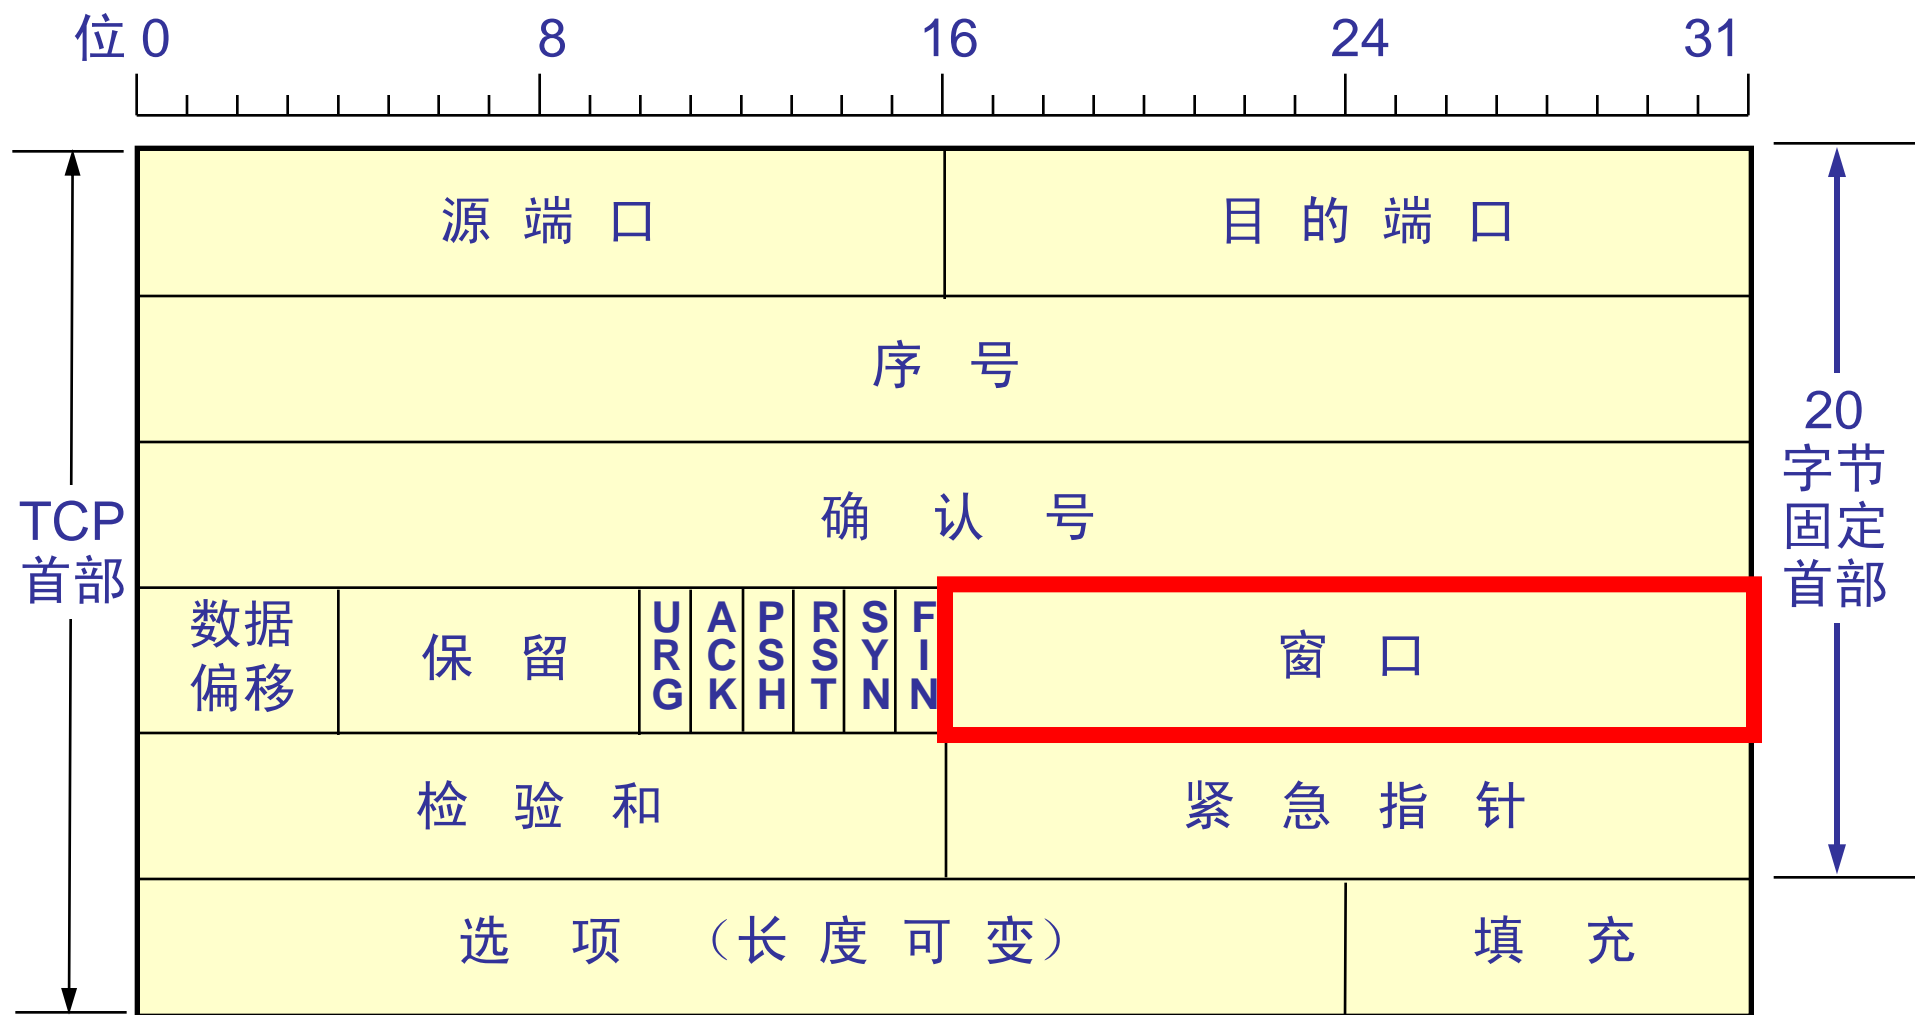 位 0 8 16 24 31
源 端 口
目 的 端 口
序 号
确 认 号
数据
偏移
保 留
URG
ACK
PSH
RST
SYN
FIN
窗 口
检 验 和
紧 急 指 针
选 项 （长 度 可 变）
填 充
TCP
首部
20
字节
固定
首部